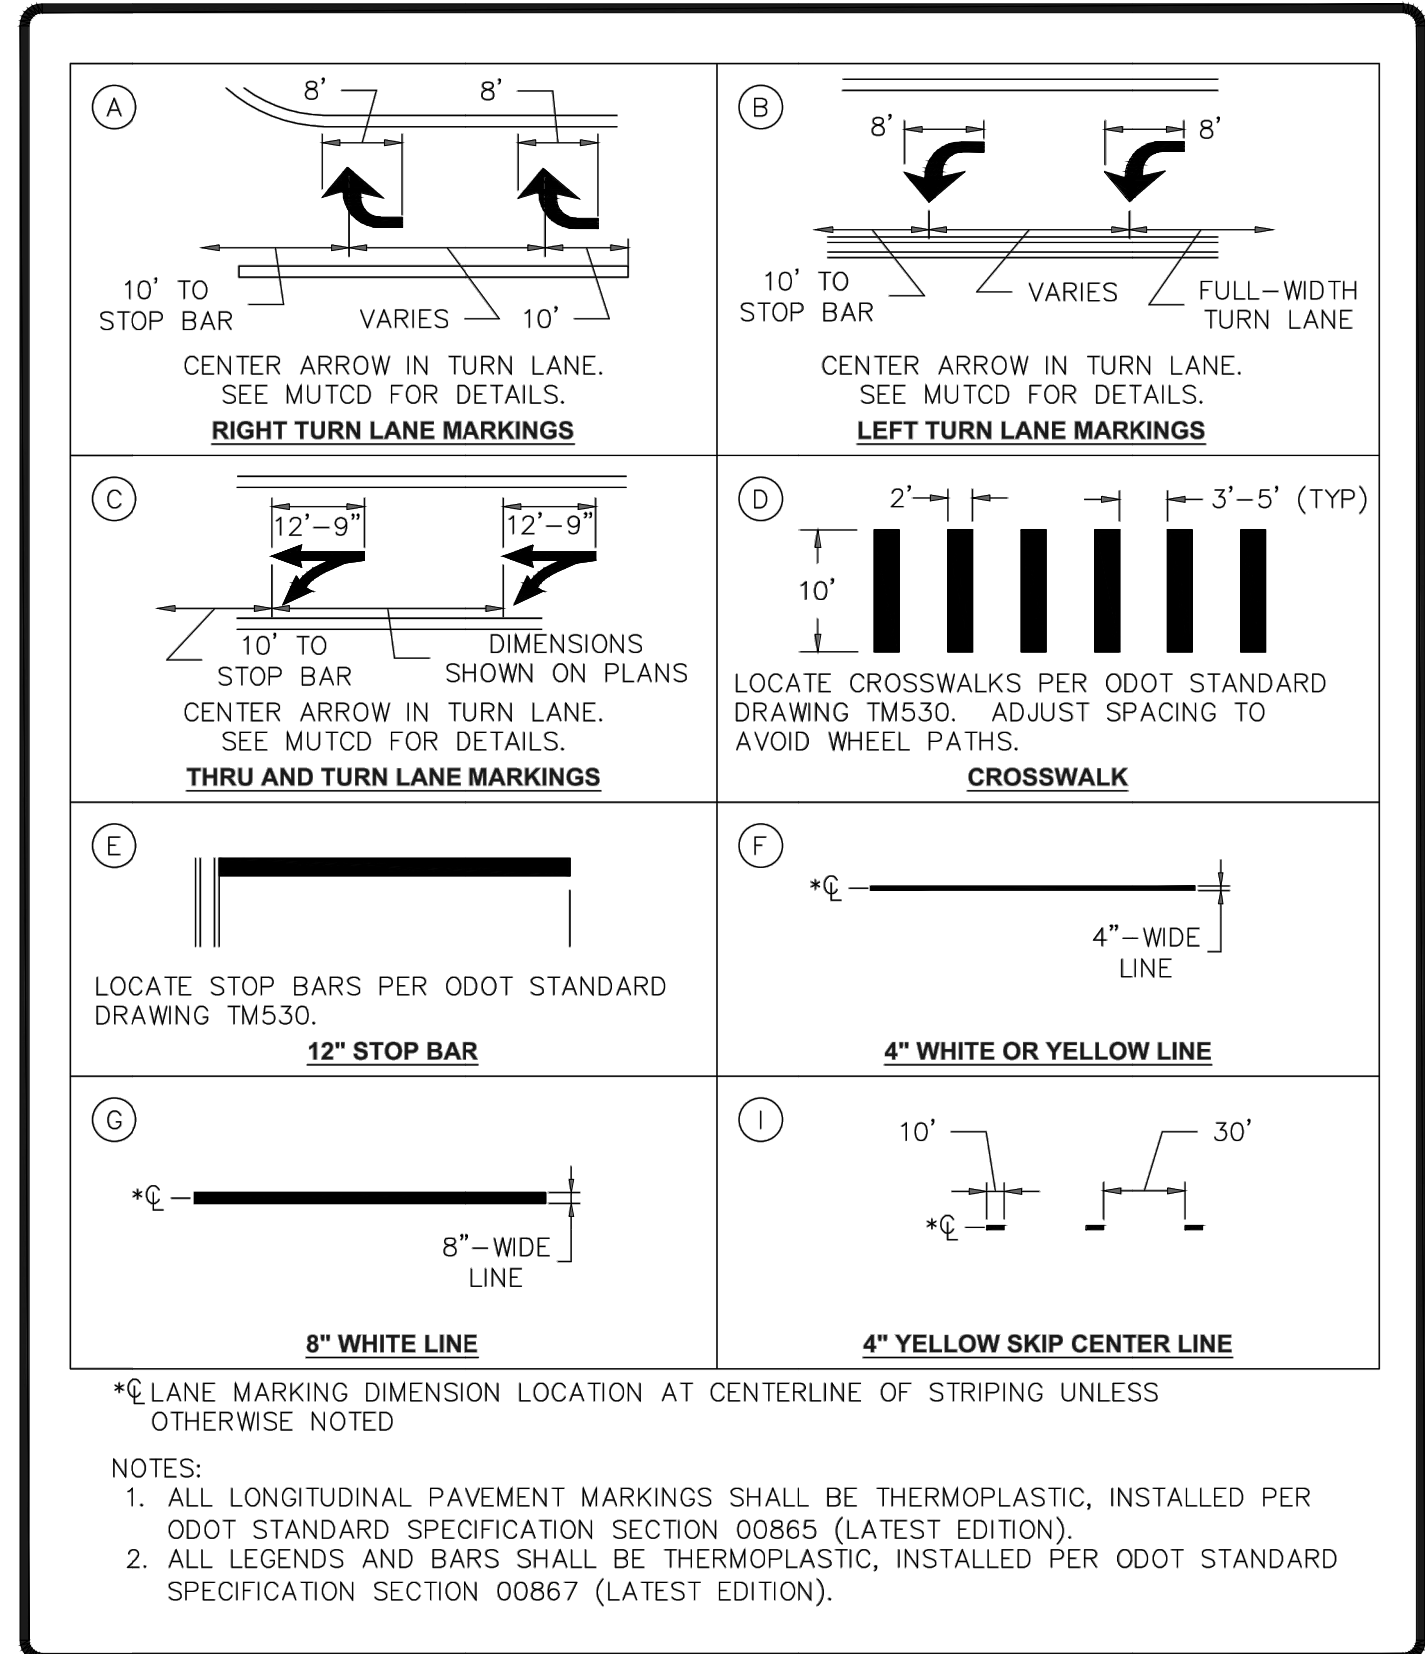 A
8'
8'
10' TO
STOP BAR
VARIES
10'
CENTER ARROW IN TURN LANE.
SEE MUTCD FOR DETAILS.
RIGHT TURN LANE MARKINGS
B
8'
8'
10' TO
STOP BAR
VARIES
FULL-WIDTH
TURN LANE
CENTER ARROW IN TURN LANE.
SEE MUTCD FOR DETAILS.
LEFT TURN LANE MARKINGS
C
12'-9"
12'-9"
10' TO
STOP BAR
DIMENSIONS
SHOWN ON PLANS
CENTER ARROW IN TURN LANE.
SEE MUTCD FOR DETAILS.
THRU AND TURN LANE MARKINGS
D
2'
3'-5' (TYP)
10'
LOCATE CROSSWALKS PER ODOT STANDARD
DRAWING TM530. ADJUST SPACING TO
AVOID WHEEL PATHS.
CROSSWALK
E
LOCATE STOP BARS PER ODOT STANDARD
DRAWING TM530.
12" STOP BAR
F
*℄
4"-WIDE
LINE
4" WHITE OR YELLOW LINE
G
*℄
8"-WIDE
LINE
8" WHITE LINE
I
10'
30'
*℄
4" YELLOW SKIP CENTER LINE
*℄ LANE MARKING DIMENSION LOCATION AT CENTERLINE OF STRIPING UNLESS
OTHERWISE NOTED
NOTES:
1. ALL LONGITUDINAL PAVEMENT MARKINGS SHALL BE THERMOPLASTIC, INSTALLED PER
ODOT STANDARD SPECIFICATION SECTION 00865 (LATEST EDITION).
2. ALL LEGENDS AND BARS SHALL BE THERMOPLASTIC, INSTALLED PER ODOT STANDARD
SPECIFICATION SECTION 00867 (LATEST EDITION).